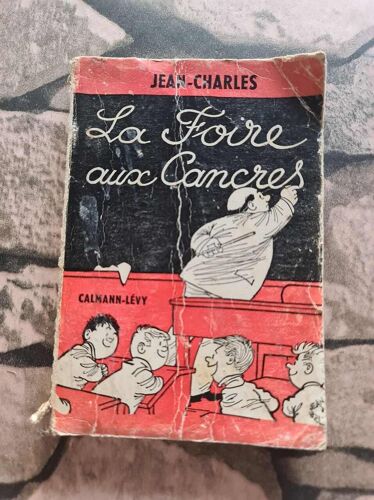 JEAN-CHARLES
La Foire
aux Cancres
CALMANN-LÉVY